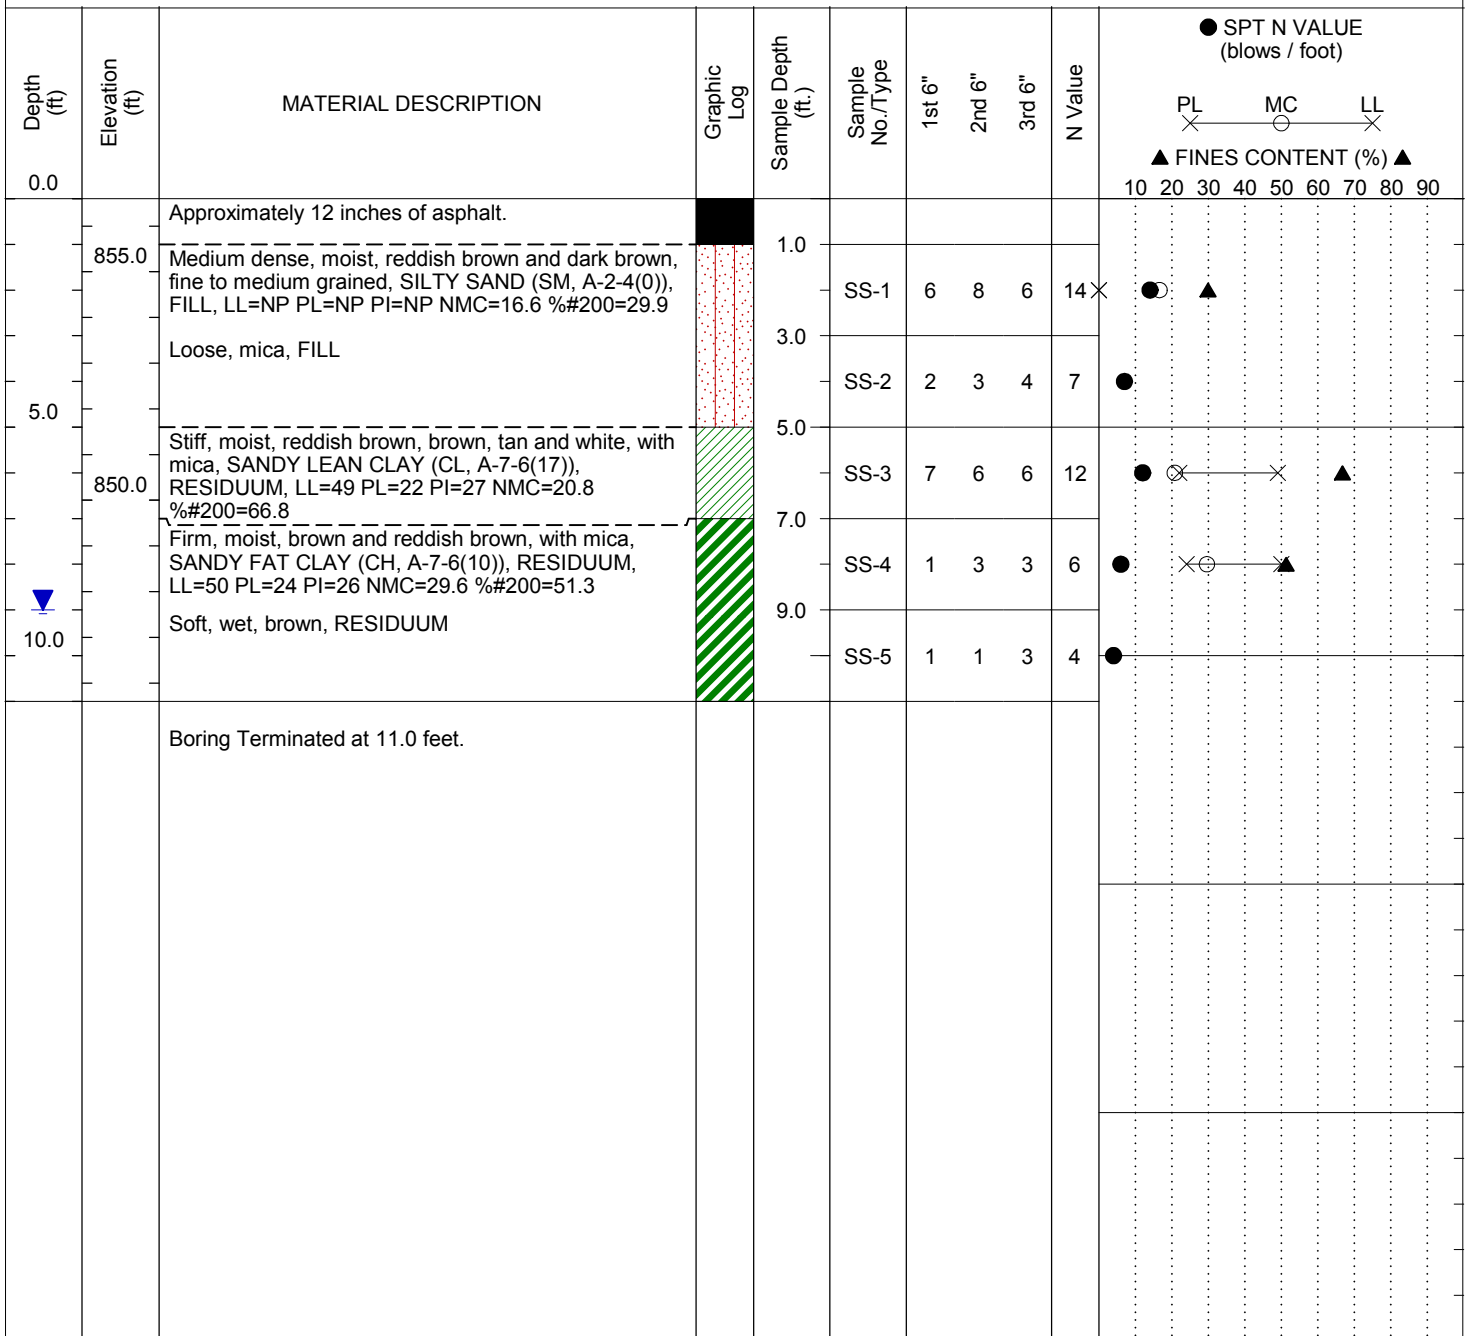 ● SPT N VALUE
(blows / foot)
PL MC LL
▲ FINES CONTENT (%) ▲
Depth
(ft)
Elevation
(ft)
MATERIAL DESCRIPTION
Graphic
Log
Sample Depth
(ft.)
Sample
No./Type
1st 6"
2nd 6"
3rd 6"
N Value
0.0
10 20 30 40 50 60 70 80 90
Approximately 12 inches of asphalt.
1.0
855.0
Medium dense, moist, reddish brown and dark brown,
fine to medium grained, SILTY SAND (SM, A-2-4(0)),
FILL, LL=NP PL=NP PI=NP NMC=16.6 %#200=29.9
SS-1 6 8 6 14
3.0
Loose, mica, FILL
SS-2 2 3 4 7
5.0
5.0
Stiff, moist, reddish brown, brown, tan and white, with
mica, SANDY LEAN CLAY (CL, A-7-6(17)),
RESIDUUM, LL=49 PL=22 PI=27 NMC=20.8
%#200=66.8
SS-3 7 6 6 12
850.0
7.0
Firm, moist, brown and reddish brown, with mica,
SANDY FAT CLAY (CH, A-7-6(10)), RESIDUUM,
LL=50 PL=24 PI=26 NMC=29.6 %#200=51.3
SS-4 1 3 3 6
9.0
Soft, wet, brown, RESIDUUM
10.0
SS-5 1 1 3 4
Boring Terminated at 11.0 feet.